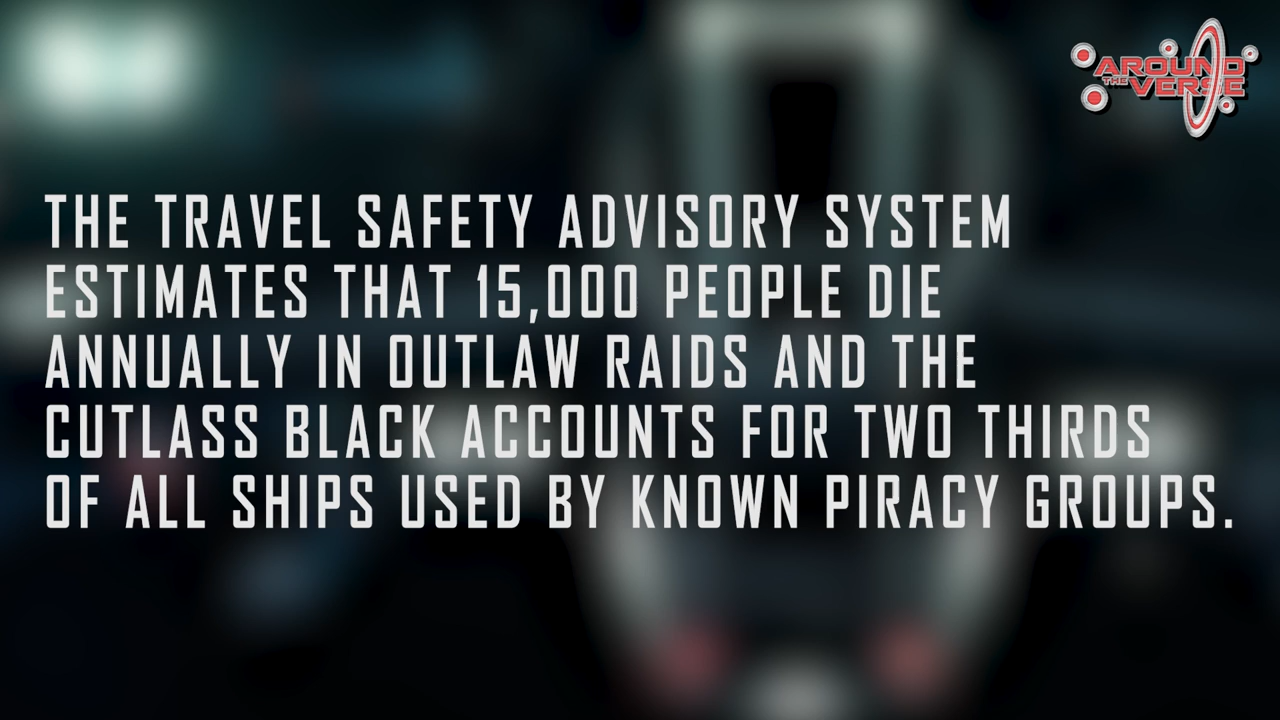 AROUND
THE VERSE
THE TRAVEL SAFETY ADVISORY SYSTEM
ESTIMATES THAT 15,000 PEOPLE DIE
ANNUALLY IN OUTLAW RAIDS AND THE
CUTLASS BLACK ACCOUNTS FOR TWO THIRDS
OF ALL SHIPS USED BY KNOWN PIRACY GROUPS.